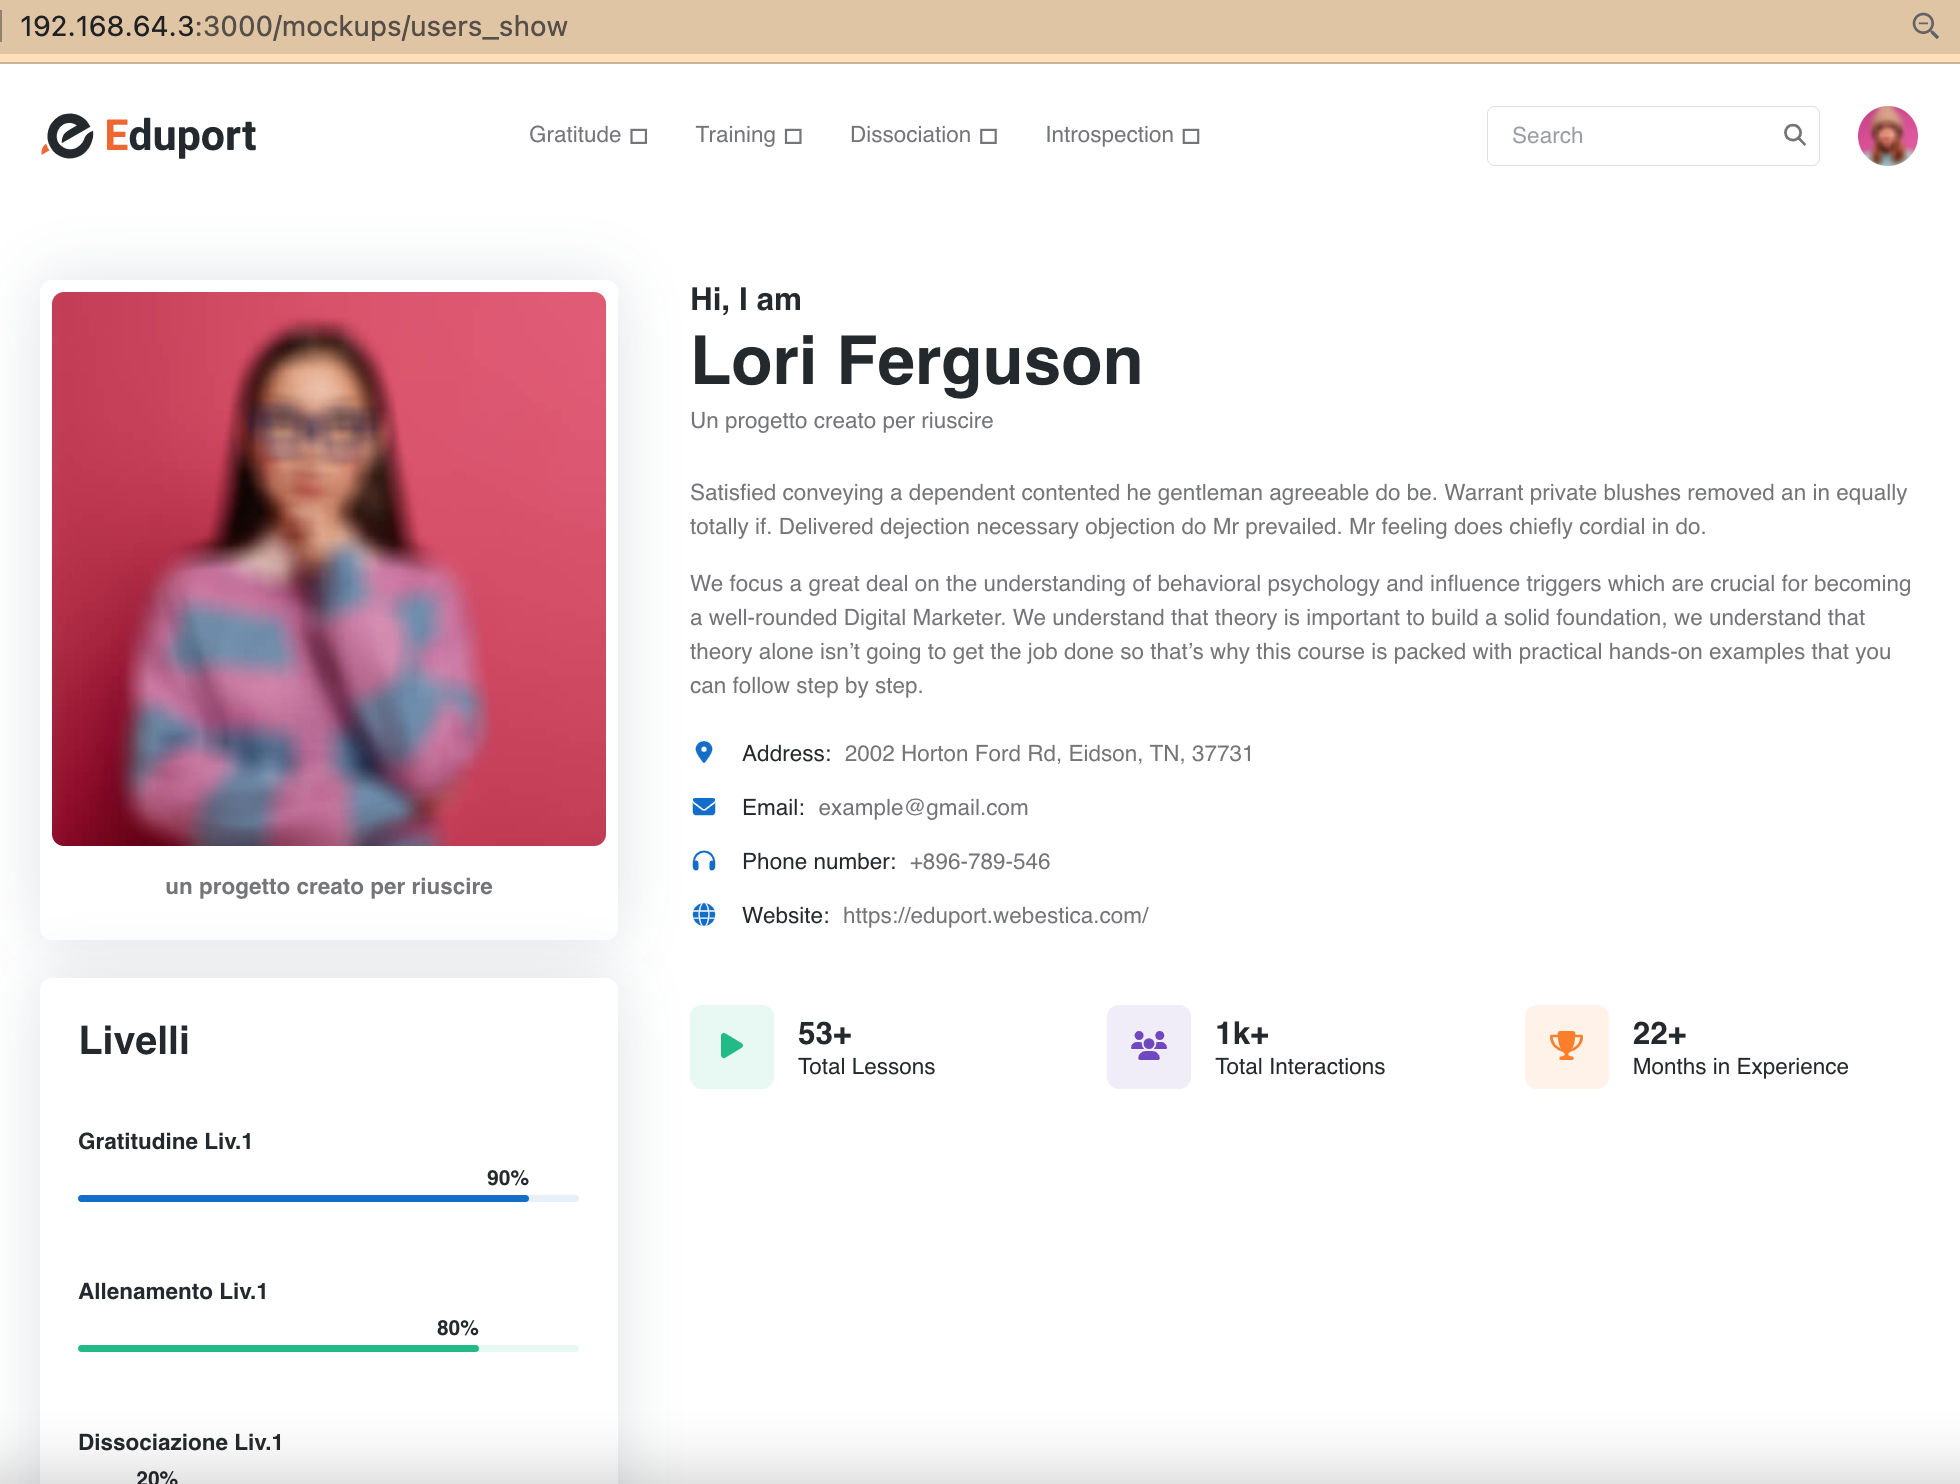 192.168.64.3:3000/mockups/users_show
Eduport
Gratitude
Training
Dissociation
Introspection
Search
Hi, I am
Lori Ferguson
Un progetto creato per riuscire
Satisfied conveying a dependent contented he gentleman agreeable do be. Warrant private blushes removed an in equally
totally if. Delivered dejection necessary objection do Mr prevailed. Mr feeling does chiefly cordial in do.
We focus a great deal on the understanding of behavioral psychology and influence triggers which are crucial for becoming
a well-rounded Digital Marketer. We understand that theory is important to build a solid foundation, we understand that
theory alone isn’t going to get the job done so that’s why this course is packed with practical hands-on examples that you
can follow step by step.
Address: 2002 Horton Ford Rd, Eidson, TN, 37731
Email: example@gmail.com
Phone number: +896-789-546
Website: https://eduport.webestica.com/
53+
Total Lessons
1k+
Total Interactions
22+
Months in Experience
un progetto creato per riuscire
Livelli
Gratitudine Liv.1
90%
Allenamento Liv.1
80%
Dissociazione Liv.1
20%